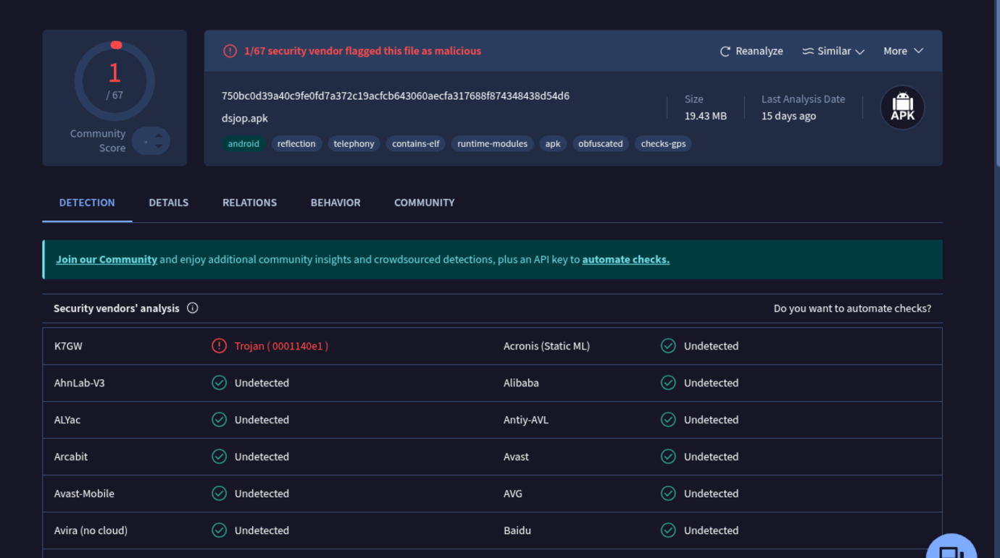 1/67 security vendor flagged this file as malicious
Reanalyze
Similar
More
1
/ 67
Community
Score
750bc0d39a40c9fe0fd7a372c19acfcb643060aecfa317688f874348438d54d6
dsjop.apk
Size
19.43 MB
Last Analysis Date
15 days ago
APK
android reflection telephony contains-elf runtime-modules apk obfuscated checks-gps
DETECTION DETAILS RELATIONS BEHAVIOR COMMUNITY
Join our Community and enjoy additional community insights and crowdsourced detections, plus an API key to automate checks.
Security vendors' analysis
Do you want to automate checks?
K7GW Trojan ( 0001140e1 ) Acronis (Static ML) Undetected
AhnLab-V3 Undetected Alibaba Undetected
ALYac Undetected Antiy-AVL Undetected
Arcabit Undetected Avast Undetected
Avast-Mobile Undetected AVG Undetected
Avira (no cloud) Undetected Baidu Undetected